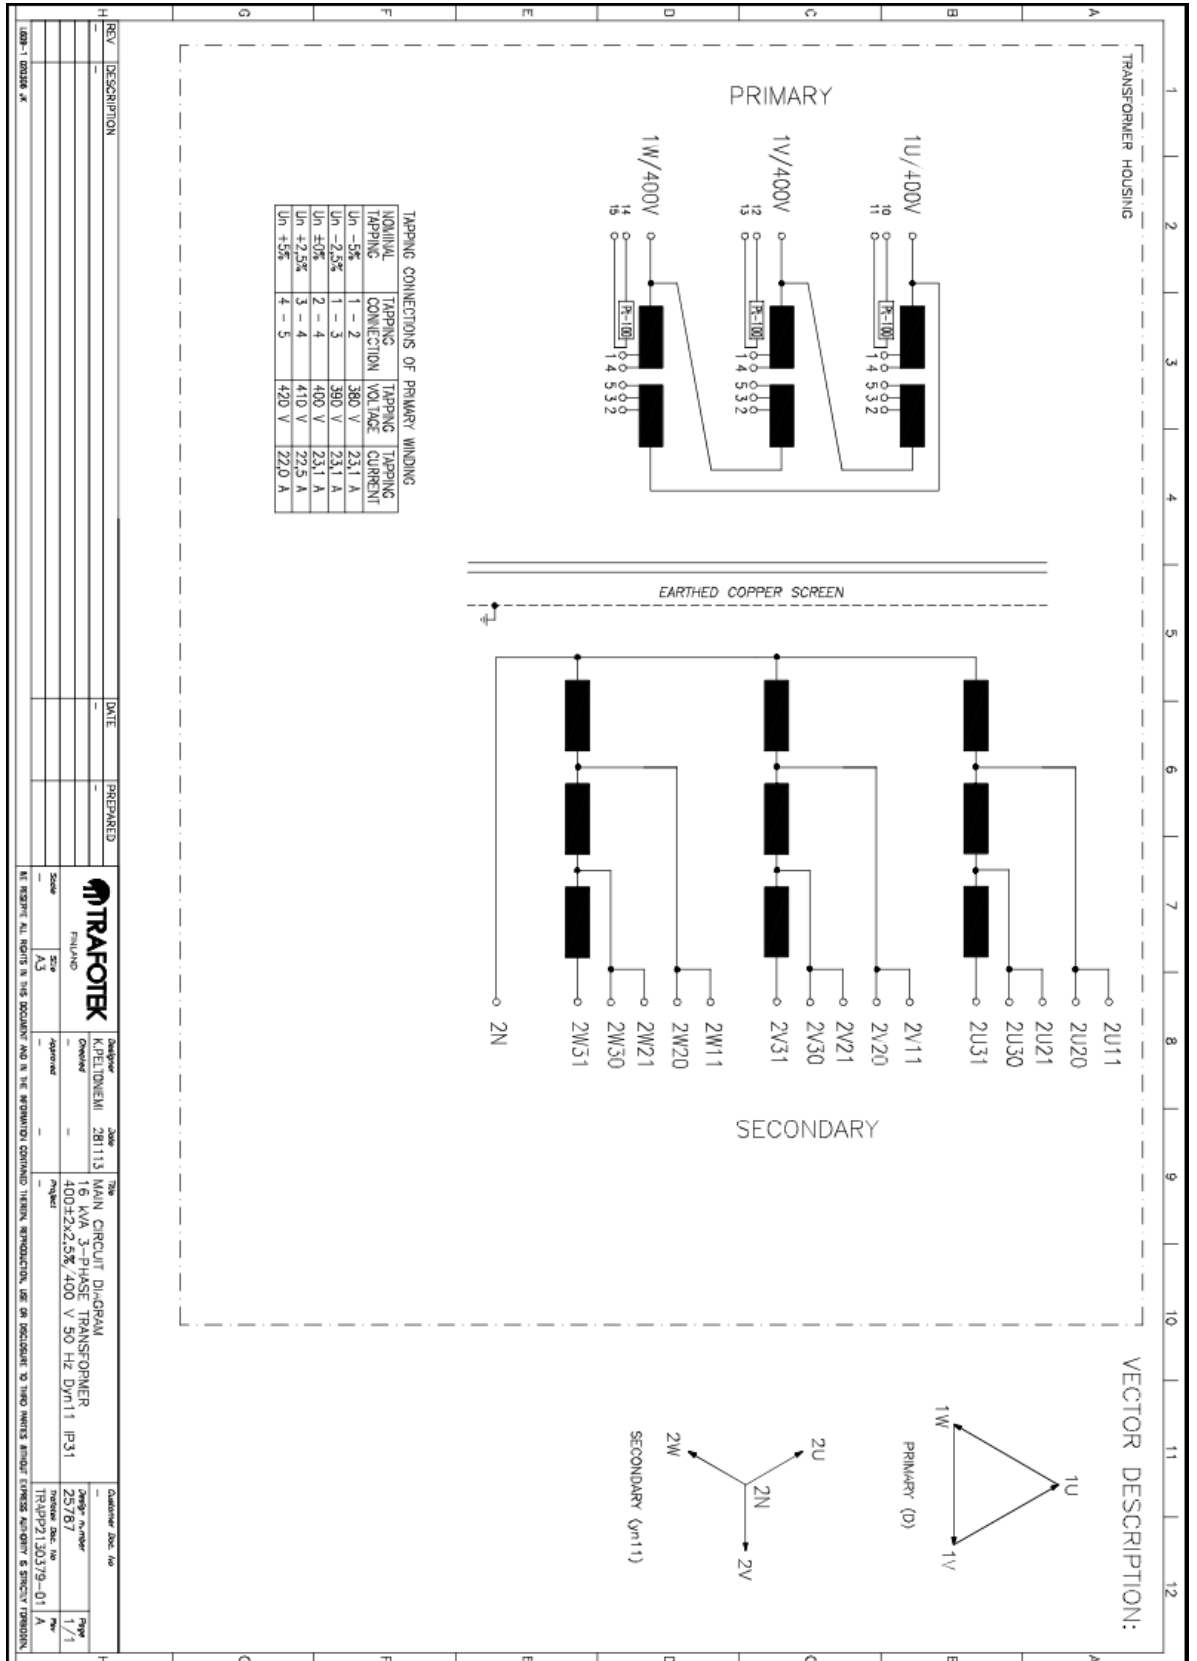 A
B
C
D
E
F
G
H
1
2
3
4
5
6
7
8
9
10
11
12
TRANSFORMER HOUSING
PRIMARY
1U/400V
10
11
Pt-100
1 4 5 3 2
1V/400V
12
13
Pt-100
1 4 5 3 2
1W/400V
14
15
Pt-100
1 4 5 3 2
TAPPING CONNECTIONS OF PRIMARY WINDING
NOMINAL TAPPING TAPPING TAPPING
TAPPING CONNECTION VOLTAGE CURRENT
Un -5% 1 - 2 380 V 23,1 A
Un -2,5% 1 - 3 390 V 23,1 A
Un ±0% 2 - 4 400 V 23,1 A
Un +2,5% 3 - 4 410 V 22,5 A
Un +5% 4 - 5 420 V 22,0 A
EARTHED COPPER SCREEN
2U11
2U20
2U21
2U30
2U31
2V11
2V20
2V21
2V30
2V31
2W11
2W20
2W21
2W30
2W31
2N
SECONDARY
VECTOR DESCRIPTION:
1U
1V
1W
PRIMARY (D)
2U
2N
2V
2W
SECONDARY (yn11)
REV DESCRIPTION DATE PREPARED
- - - -
TRAFOTEK
FINLAND
Scale
-
Size
A3
Designer Date
K.PELTONIEMI 281113
Checked
- -
Approved
- -
Title
MAIN CIRCUIT DIAGRAM
16 kVA 3-PHASE TRANSFORMER
400±2x2,5%/400 V 50 Hz Dyn11 IP31
Project
-
Customer Doc. No
-
Design number
25787
Page
1/1
Trafotek Doc. No
TRAPP2130379-01
Rev
A
WE RESERVE ALL RIGHTS IN THIS DOCUMENT AND IN THE INFORMATION CONTAINED THEREIN. REPRODUCTION, USE OR DISCLOSURE TO THIRD PARTIES WITHOUT EXPRESS AUTHORITY IS STRICTLY FORBIDDEN.
A
B
C
D
E
F
G
H